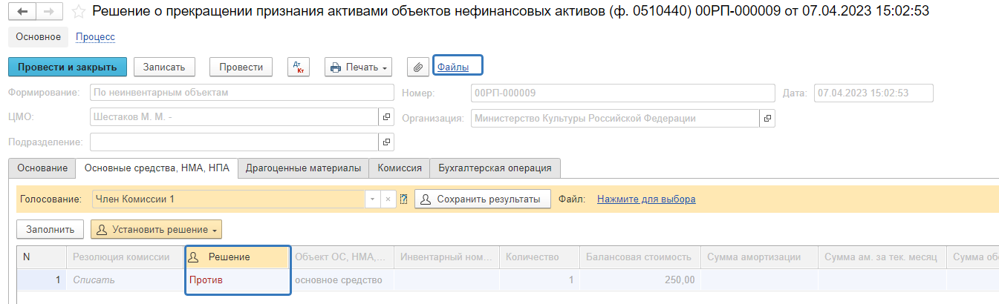 Решение о прекращении признания активами объектов нефинансовых активов (ф. 0510440) 00РП-000009 от 07.04.2023 15:02:53
Основное Процесс
Провести и закрыть Записать Провести Дт Кт Печать Файлы
Формирование: По неинвентарным объектам Номер: 00РП-000009 Дата: 07.04.2023 15:02:53
ЦМО: Шестаков М. М. - Организация: Министерство Культуры Российской Федерации
Подразделение:
Основание Основные средства, НМА, НПА Драгоценные материалы Комиссия Бухгалтерская операция
Голосование: Член Комиссии 1 ? Сохранить результаты Файл: Нажмите для выбора
Заполнить Установить решение
N Резолюция комиссии Решение Объект ОС, НМА,... Инвентарный ном... Количество Балансовая стоимость Сумма амортизации Сумма ам. за тек. месяц Сумма обе
1 Списать Против основное средство 1 250,00